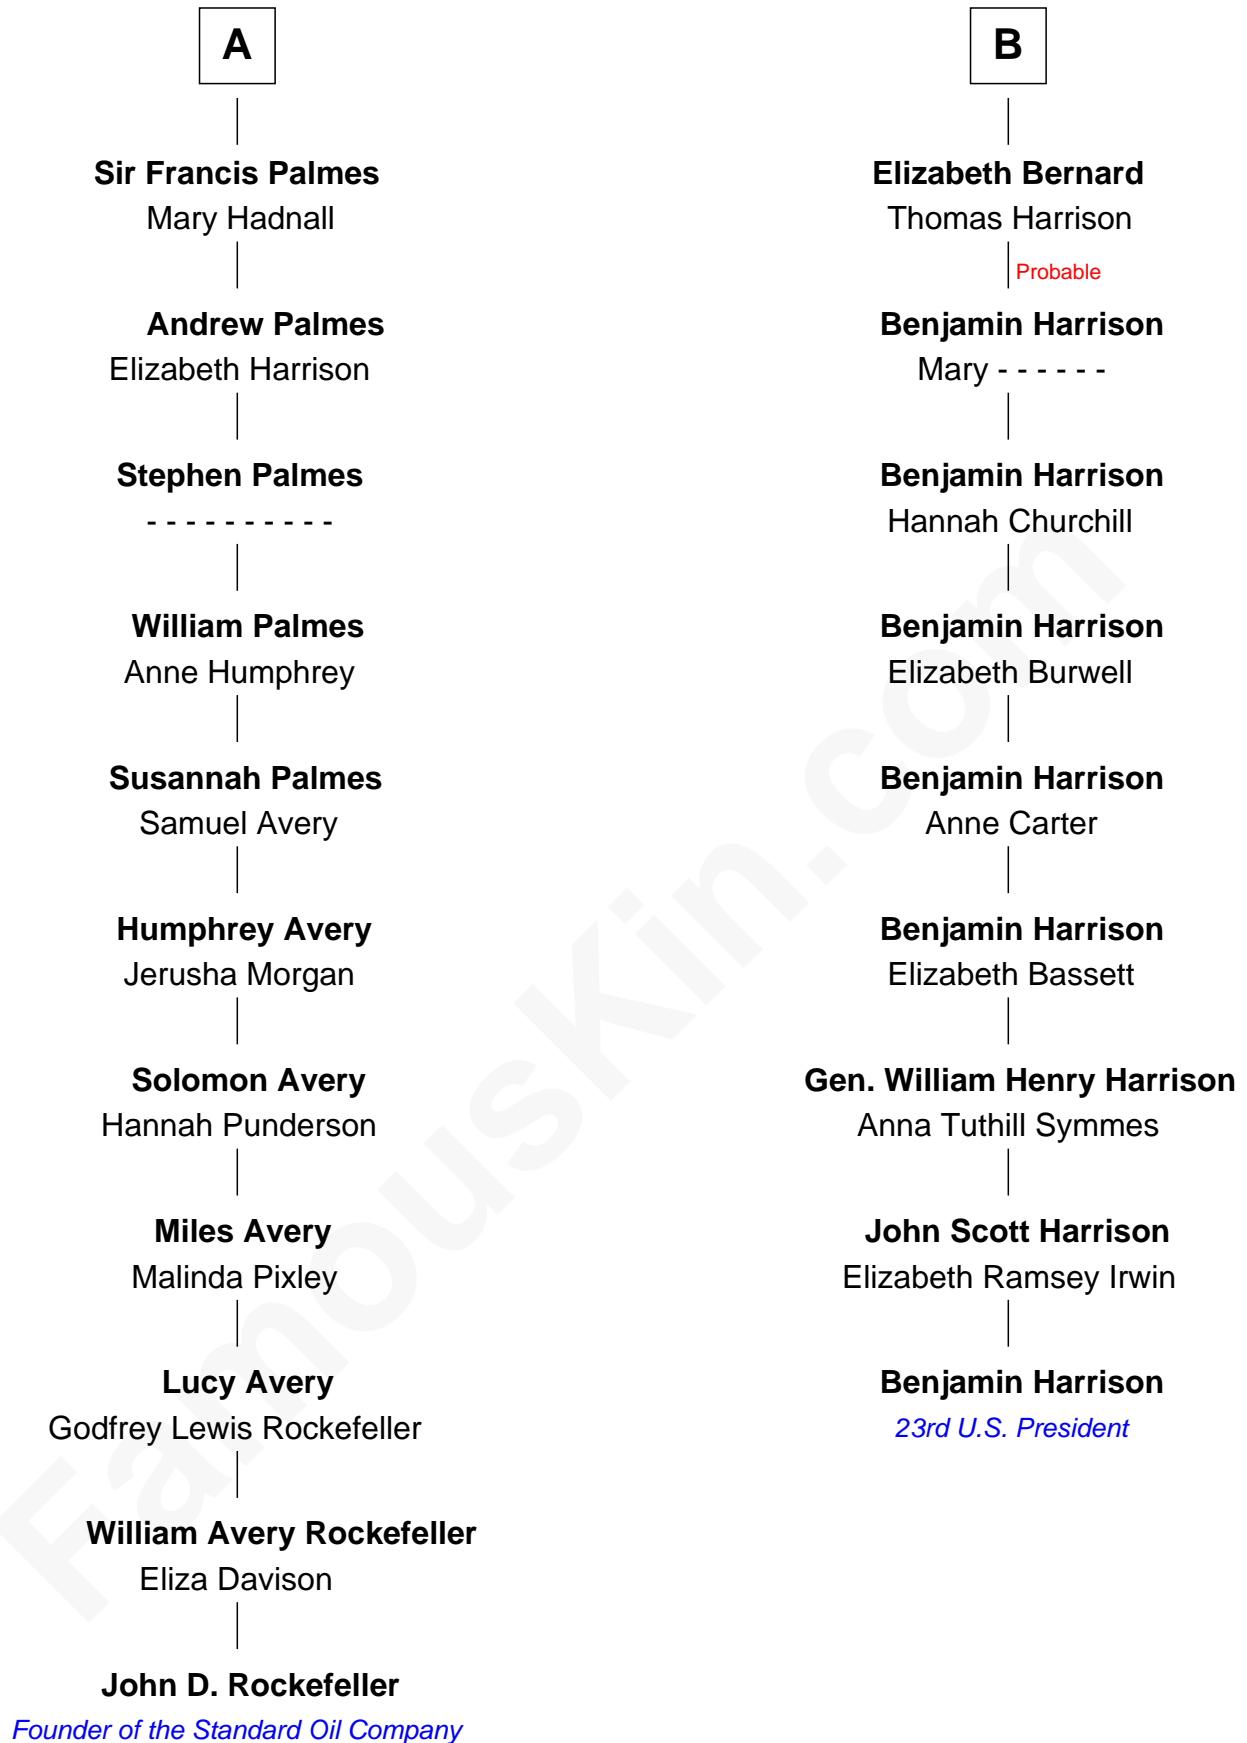 A
Sir Francis Palmes
Mary Hadnall
Andrew Palmes
Elizabeth Harrison
Stephen Palmes
- - - - - - - - - -
William Palmes
Anne Humphrey
Susannah Palmes
Samuel Avery
Humphrey Avery
Jerusha Morgan
Solomon Avery
Hannah Punderson
Miles Avery
Malinda Pixley
Lucy Avery
Godfrey Lewis Rockefeller
William Avery Rockefeller
Eliza Davison
John D. Rockefeller
Founder of the Standard Oil Company
B
Elizabeth Bernard
Thomas Harrison
Probable
Benjamin Harrison
Mary - - - - - -
Benjamin Harrison
Hannah Churchill
Benjamin Harrison
Elizabeth Burwell
Benjamin Harrison
Anne Carter
Benjamin Harrison
Elizabeth Bassett
Gen. William Henry Harrison
Anna Tuthill Symmes
John Scott Harrison
Elizabeth Ramsey Irwin
Benjamin Harrison
23rd U.S. President
FamousKin.com